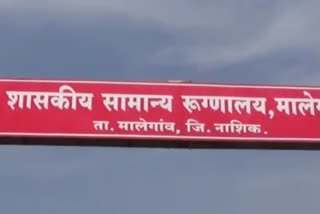 शासकीय सामान्य रूग्णालय, मालेग
ता. मालेगांव, जि. नाशिक.